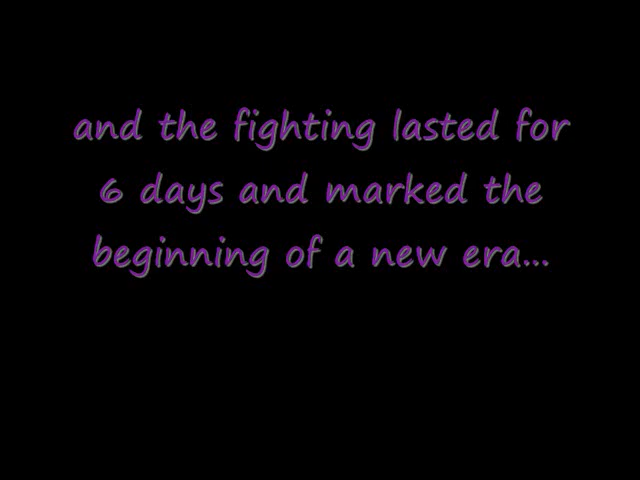 and the fighting lasted for
6 days and marked the
beginning of a new era...